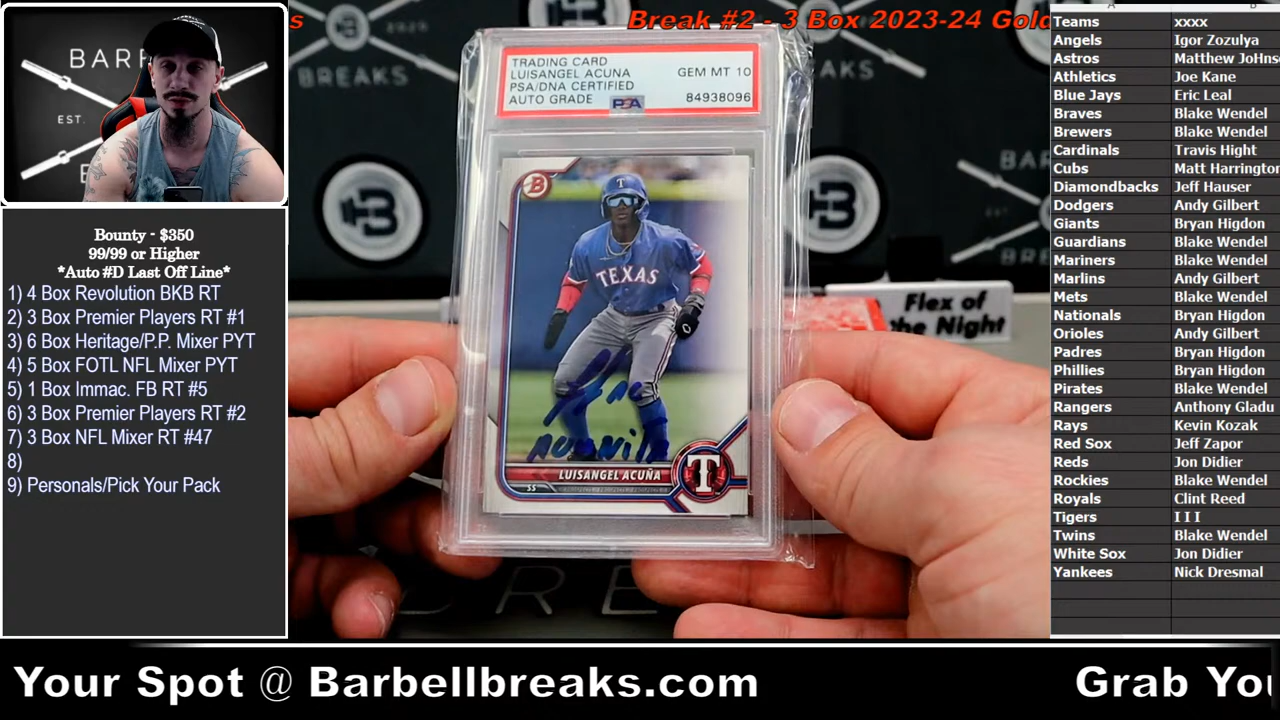 Break #2 - 3 Box 2023-24 Gold
s
BARB
EST.
BREAKS
Bounty - $350
99/99 or Higher
*Auto #D Last Off Line*
1) 4 Box Revolution BKB RT
2) 3 Box Premier Players RT #1
3) 6 Box Heritage/P.P. Mixer PYT
4) 5 Box FOTL NFL Mixer PYT
5) 1 Box Immac. FB RT #5
6) 3 Box Premier Players RT #2
7) 3 Box NFL Mixer RT #47
8)
9) Personals/Pick Your Pack
TRADING CARD
LUISANGEL ACUNA
PSA/DNA CERTIFIED
AUTO GRADE
PSA
GEM MT 10
84938096
B
T
TEXAS
LUISANGEL ACUÑA
SS
T
Flex of
the Night
BRE
Teams xxxx
Angels Igor Zozulya
Astros Matthew JoHnso
Athletics Joe Kane
Blue Jays Eric Leal
Braves Blake Wendel
Brewers Blake Wendel
Cardinals Travis Hight
Cubs Matt Harrington
Diamondbacks Jeff Hauser
Dodgers Andy Gilbert
Giants Bryan Higdon
Guardians Blake Wendel
Mariners Blake Wendel
Marlins Andy Gilbert
Mets Blake Wendel
Nationals Bryan Higdon
Orioles Andy Gilbert
Padres Bryan Higdon
Phillies Bryan Higdon
Pirates Blake Wendel
Rangers Anthony Gladu
Rays Kevin Kozak
Red Sox Jeff Zapor
Reds Jon Didier
Rockies Blake Wendel
Royals Clint Reed
Tigers I I I
Twins Blake Wendel
White Sox Jon Didier
Yankees Nick Dresmal
Your Spot @ Barbellbreaks.com Grab You